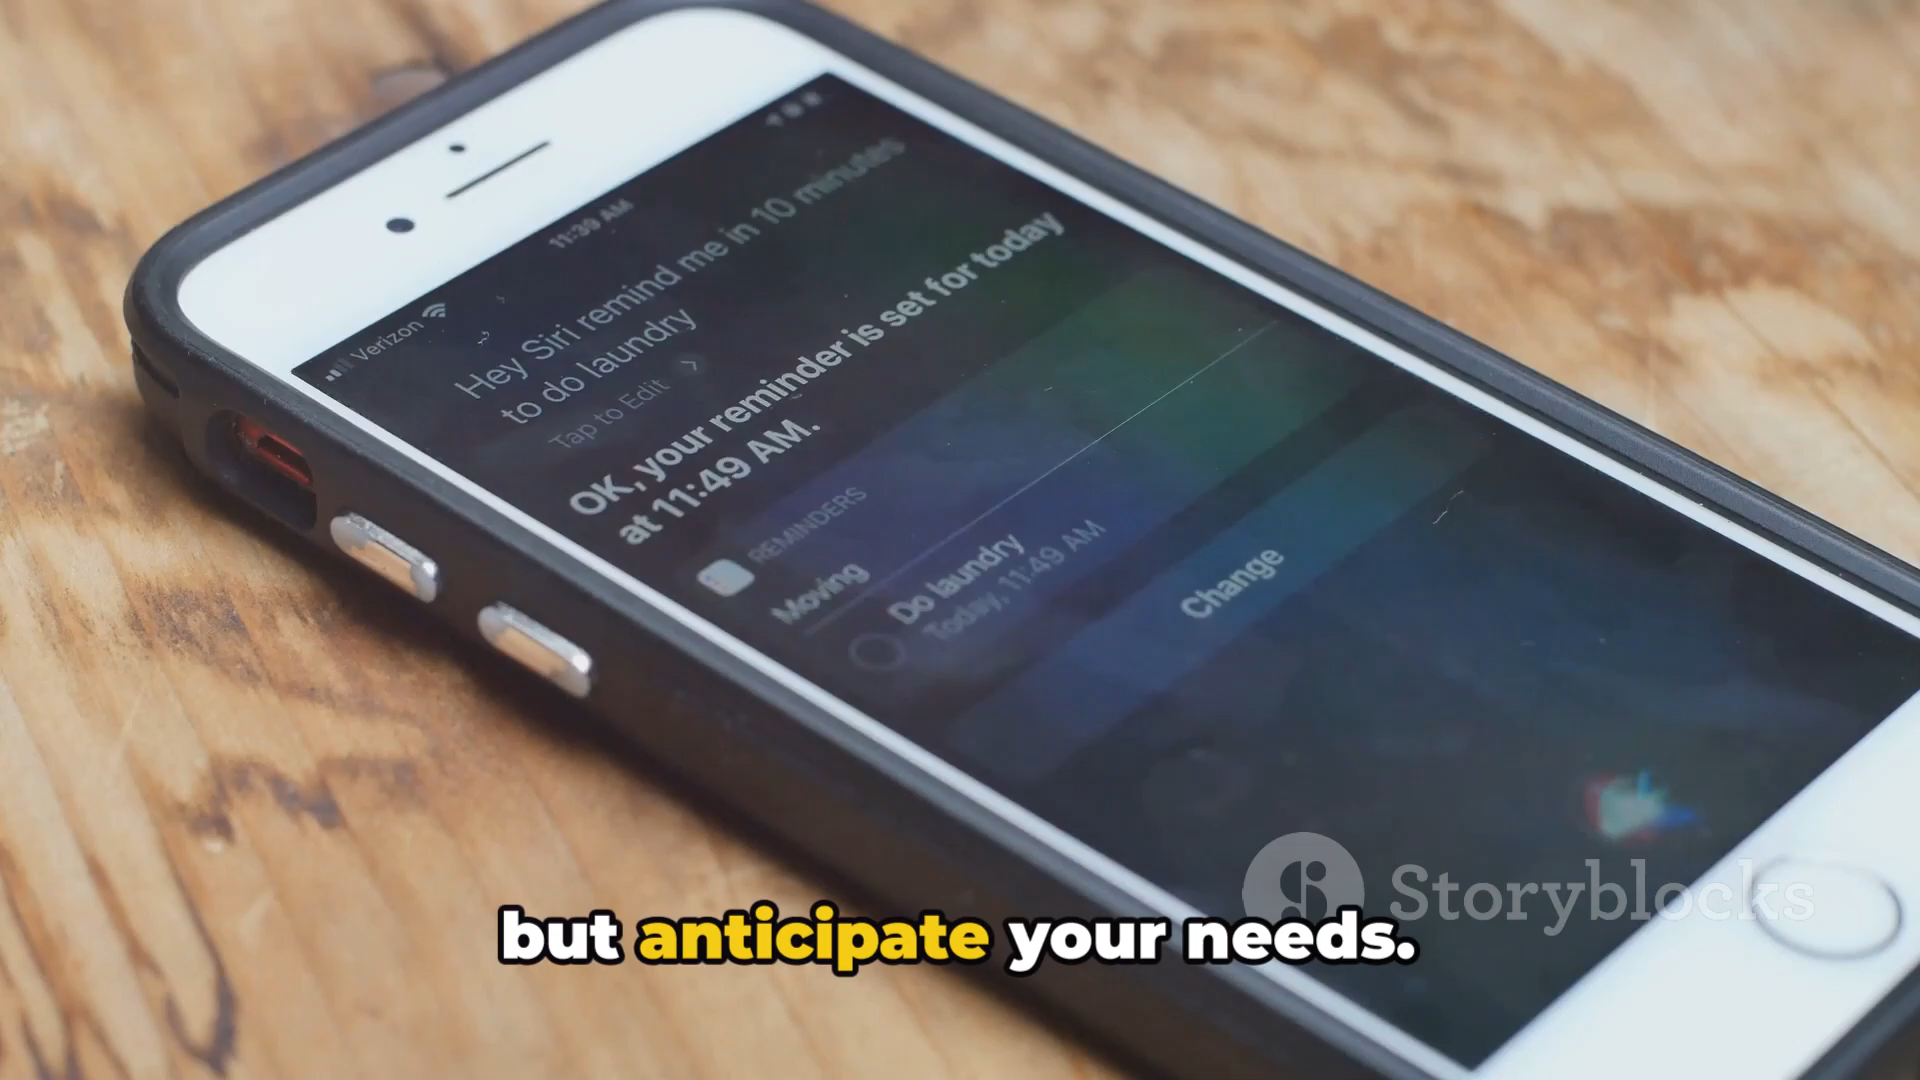 11:39 AM
Verizon
Hey Siri remind me in 10 minutes
to do laundry
Tap to Edit
OK, your reminder is set for today
at 11:49 AM.
REMINDERS
Moving
Do laundry
Today, 11:49 AM
Change
Storyblocks
but anticipate your needs.